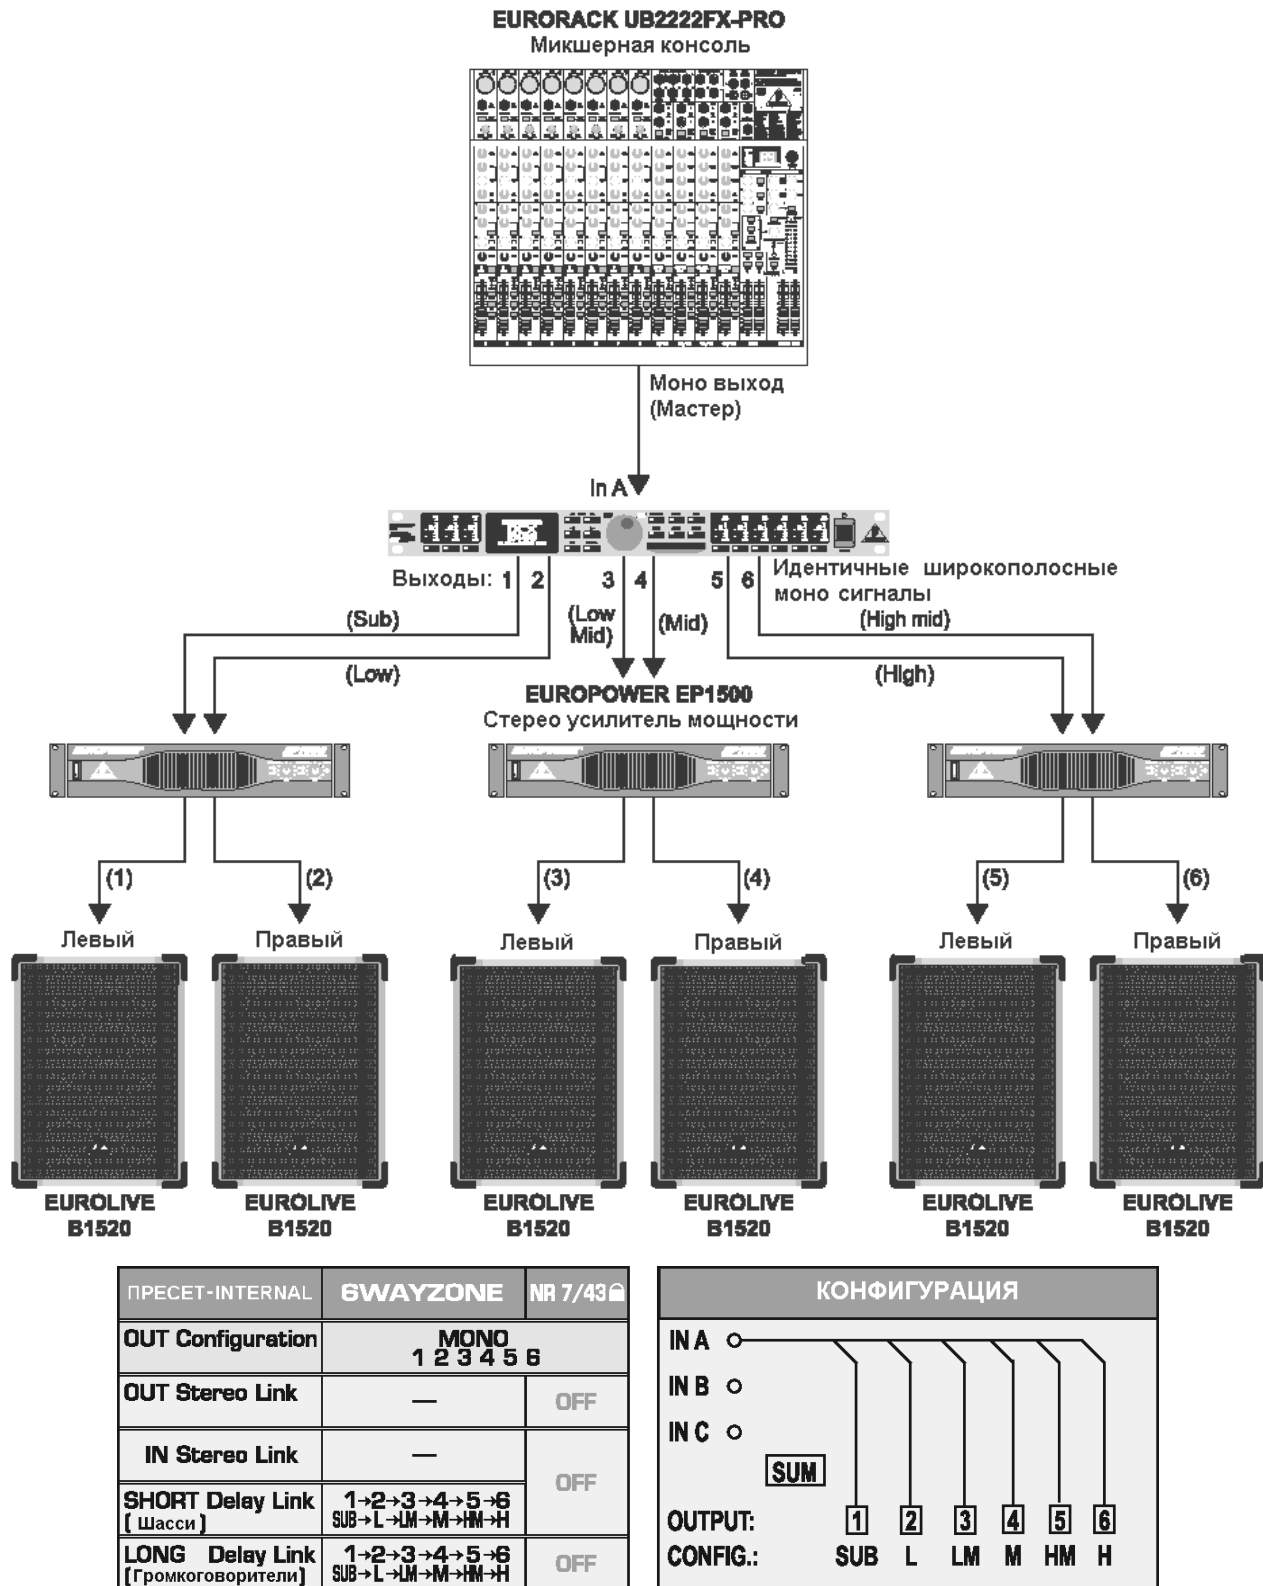 EURORACK UB2222FX-PRO
Микшерная консоль
Моно выход
(Мастер)
In A
Выходы: 1 2 3 4 5 6
Идентичные широкополосные
моно сигналы
(Sub)
(Low
Mid)
(Mid)
(High mid)
(Low)
(High)
EUROPOWER EP1500
Стерео усилитель мощности
(1) (2) (3) (4) (5) (6)
Левый Правый Левый Правый Левый Правый
EUROLIVE EUROLIVE EUROLIVE EUROLIVE EUROLIVE EUROLIVE
B1520 B1520 B1520 B1520 B1520 B1520
ПРЕСЕТ-INTERNAL 6WAYZONE NR 7/43
OUT Configuration MONO
1 2 3 4 5 6
OUT Stereo Link — OFF
IN Stereo Link —
OFF
SHORT Delay Link 1→2→3→4→5→6
[ Шасси ] SUB→L→LM→M→HM→H
LONG Delay Link 1→2→3→4→5→6
OFF
[Громкоговорители] SUB→L→LM→M→HM→H
КОНФИГУРАЦИЯ
IN A
IN B
IN C
SUM
OUTPUT: 1 2 3 4 5 6
CONFIG.: SUB L LM M HM H